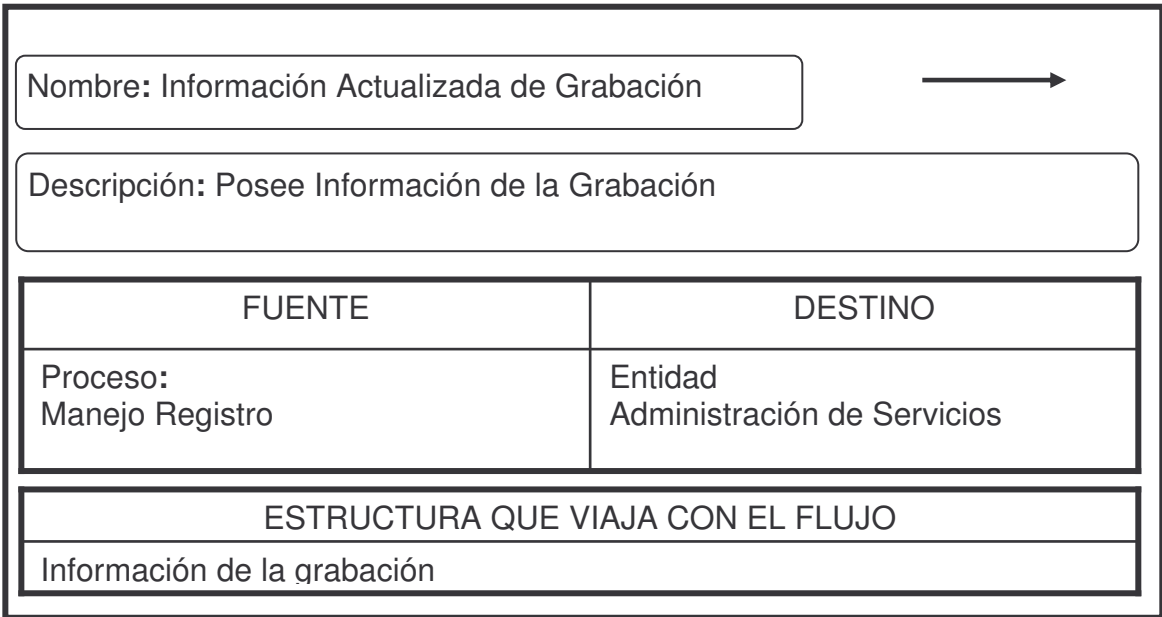 Nombre: Información Actualizada de Grabación
Descripción: Posee Información de la Grabación
FUENTE
DESTINO
Proceso:
Manejo Registro
Entidad
Administración de Servicios
ESTRUCTURA QUE VIAJA CON EL FLUJO
Información de la grabación